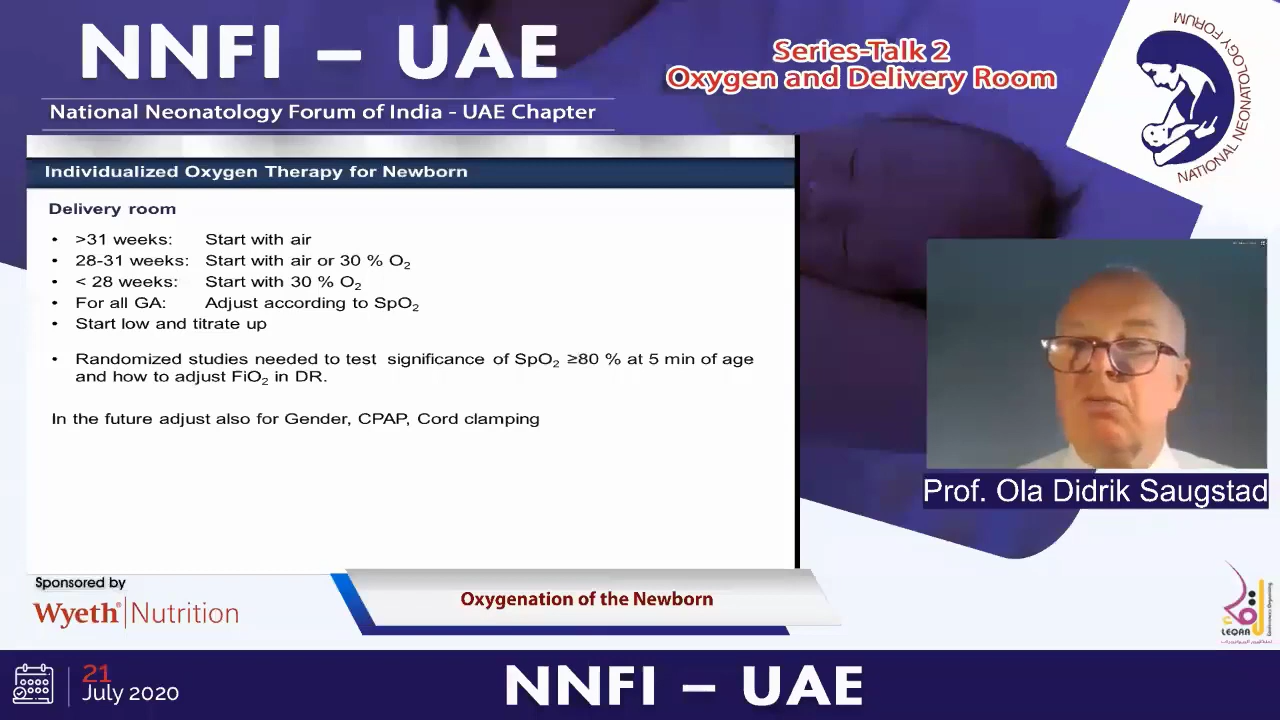 NNFI – UAE
National Neonatology Forum of India - UAE Chapter
Series-Talk 2
Oxygen and Delivery Room
NATIONAL NEONATOLOGY FORUM
Individualized Oxygen Therapy for Newborn
Delivery room
• >31 weeks: Start with air
• 28-31 weeks: Start with air or 30 % O₂
• < 28 weeks: Start with 30 % O₂
• For all GA: Adjust according to SpO₂
• Start low and titrate up
• Randomized studies needed to test significance of SpO₂ ≥80 % at 5 min of age
and how to adjust FiO₂ in DR.
In the future adjust also for Gender, CPAP, Cord clamping
Prof. Ola Didrik Saugstad
Sponsored by
Wyeth® Nutrition
Oxygenation of the Newborn
LEQAA
21
July 2020
NNFI – UAE